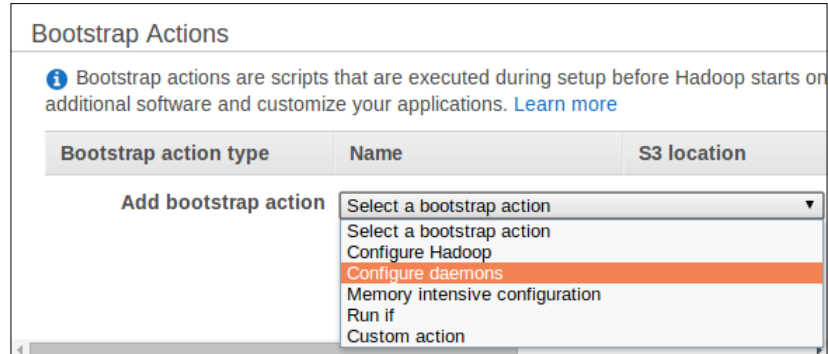 Bootstrap Actions
Bootstrap actions are scripts that are executed during setup before Hadoop starts on
additional software and customize your applications. Learn more
Bootstrap action type Name S3 location
Add bootstrap action Select a bootstrap action
Select a bootstrap action
Configure Hadoop
Configure daemons
Memory intensive configuration
Run if
Custom action